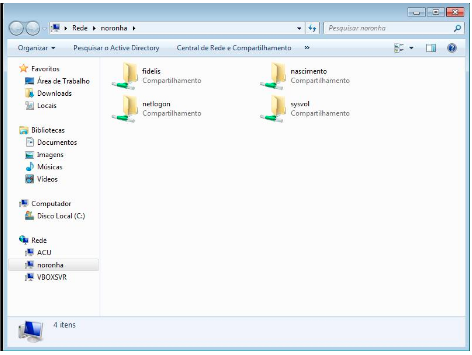 Rede ▸ noronha ▸
Pesquisar noronha
Organizar ▾ Pesquisar o Active Directory Central de Rede e Compartilhamento »
Favoritos
Área de Trabalho
Downloads
Locais
Bibliotecas
Documentos
Imagens
Músicas
Vídeos
Computador
Disco Local (C:)
Rede
ACU
noronha
VBOXSVR
fidelis
Compartilhamento
nascimento
Compartilhamento
netlogon
Compartilhamento
sysvol
Compartilhamento
4 itens